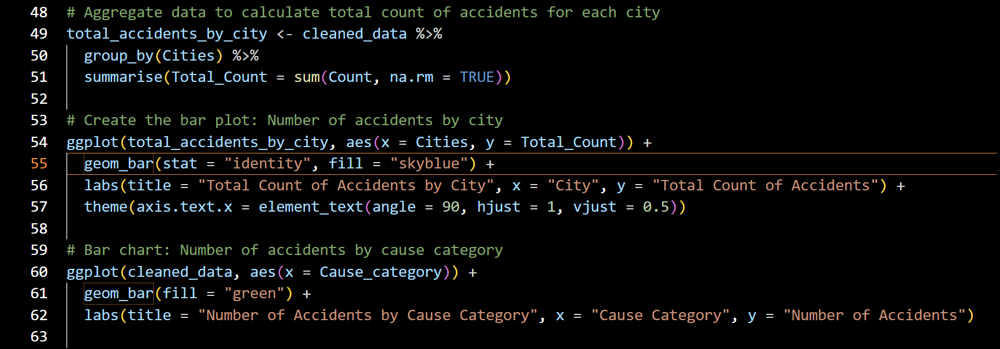 48 # Aggregate data to calculate total count of accidents for each city
49 total_accidents_by_city <- cleaned_data %>%
50   group_by(Cities) %>%
51   summarise(Total_Count = sum(Count, na.rm = TRUE))
52
53 # Create the bar plot: Number of accidents by city
54 ggplot(total_accidents_by_city, aes(x = Cities, y = Total_Count)) +
55   geom_bar(stat = "identity", fill = "skyblue") +
56   labs(title = "Total Count of Accidents by City", x = "City", y = "Total Count of Accidents") +
57   theme(axis.text.x = element_text(angle = 90, hjust = 1, vjust = 0.5))
58
59 # Bar chart: Number of accidents by cause category
60 ggplot(cleaned_data, aes(x = Cause_category)) +
61   geom_bar(fill = "green") +
62   labs(title = "Number of Accidents by Cause Category", x = "Cause Category", y = "Number of Accidents")
63